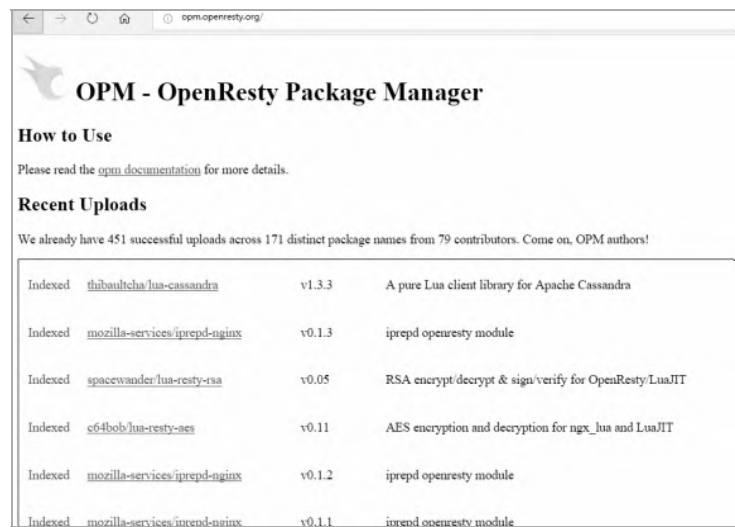 opm.openresty.org/
OPM - OpenResty Package Manager
How to Use
Please read the opm documentation for more details.
Recent Uploads
We already have 451 successful uploads across 171 distinct package names from 79 contributors. Come on, OPM authors!
Indexed thibaultcha/lua-cassandra v1.3.3 A pure Lua client library for Apache Cassandra
Indexed mozilla-services/iprepd-nginx v0.1.3 iprepd openresty module
Indexed spacewander/lua-resty-rsa v0.05 RSA encrypt/decrypt & sign/verify for OpenResty/LuaJIT
Indexed c64bob/lua-resty-aes v0.11 AES encryption and decryption for ngx_lua and LuaJIT
Indexed mozilla-services/iprepd-nginx v0.1.2 iprepd openresty module
Indexed mozilla-services/iprepd-nginx v0.1.1 iprepd openresty module